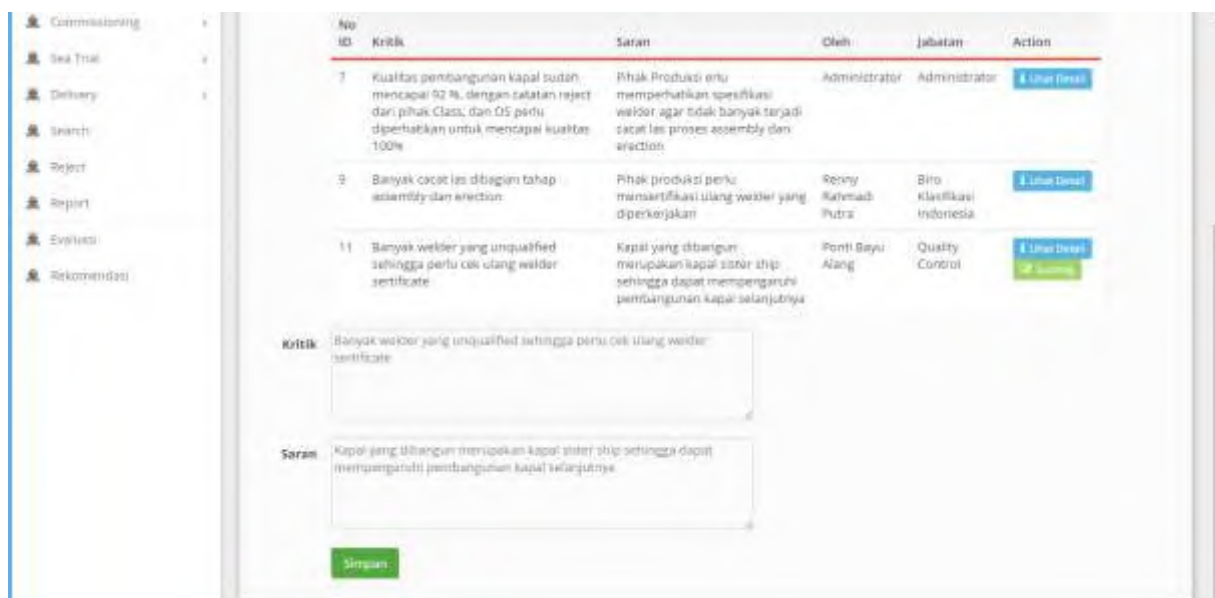 Commissioning
Sea Trial
Delivery
Search
Reject
Report
Evaluasi
Rekomendasi
No
ID Kritik Saran Oleh Jabatan Action
7 Kualitas pembangunan kapal sudah Pihak Produksi Administrator Administrator Lihat Detail
mencapai 92 %, dengan catatan reject memperhatikan spesifikasi
dari pihak Class, dan OS perlu welder agar tidak banyak terjadi
diperhatikan untuk mencapai kualitas cacat las proses assembly dan
100% erection
9 Banyak cacat las dibagian tahap Pihak produksi perlu Renny Biro Lihat Detail
assembly dan erection mensertifikasi ulang welder yang Rahmadi Klasifikasi
diperkerjakan Putra Indonesia
11 Banyak welder yang unqualified Kapal yang dibangun Ponti Bayu Quality Lihat Detail
sehingga perlu cek ulang welder merupakan kapal sister ship Alang Control
sertificate sehingga dapat mempengaruhi
pembangunan kapal selanjutnya
Kritik Banyak welder yang unqualified sehingga perlu cek ulang welder
sertificate
Saran Kapal yang dibangun merupakan kapal sister ship sehingga dapat
mempengaruhi pembangunan kapal selanjutnya
Simpan